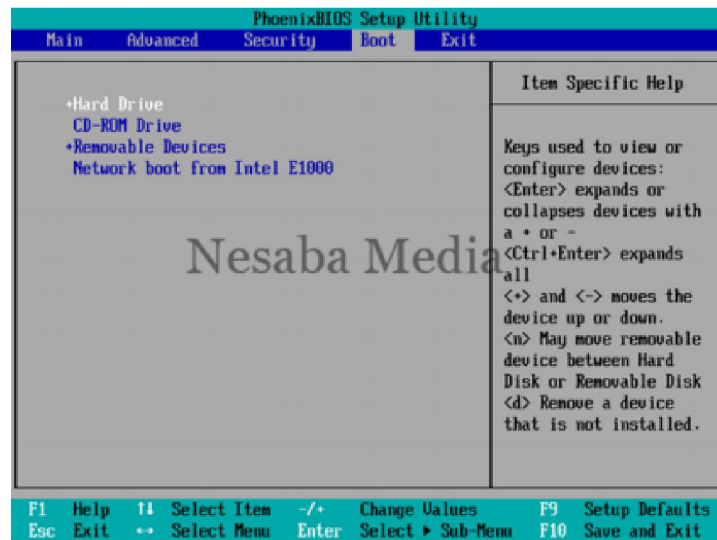 PhoenixBIOS Setup Utility
Main Advanced Security Boot Exit
+Hard Drive
CD-ROM Drive
+Removable Devices
Network boot from Intel E1000
Nesaba Media
Item Specific Help
Keys used to view or
configure devices:
<Enter> expands or
collapses devices with
a + or -
<Ctrl+Enter> expands
all
<+> and <-> moves the
device up or down.
<n> May move removable
device between Hard
Disk or Removable Disk
<d> Remove a device
that is not installed.
F1 Help ↑↓ Select Item -/+ Change Values F9 Setup Defaults
Esc Exit ↔ Select Menu Enter Select ▶ Sub-Menu F10 Save and Exit